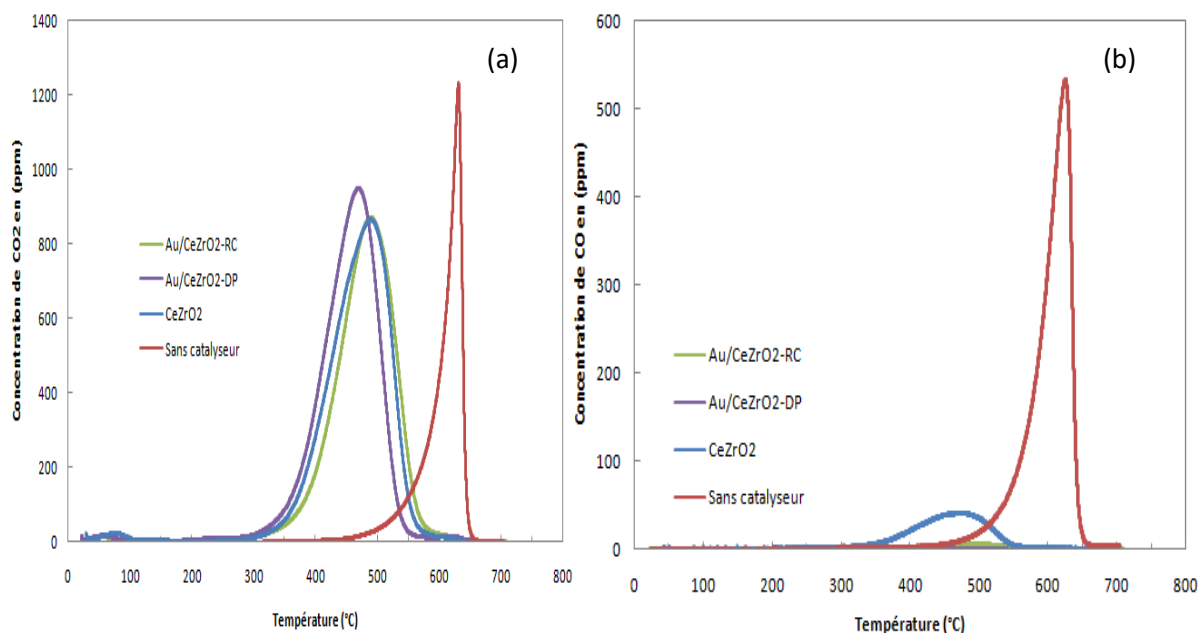 (a)
Concentration de CO2 en (ppm)
1400
1200
1000
800
600
400
200
0
Au/CeZrO2-RC
Au/CeZrO2-DP
CeZrO2
Sans catalyseur
0 100 200 300 400 500 600 700 800
Température (°C)
(b)
Concentration de CO en (ppm)
600
500
400
300
200
100
0
Au/CeZrO2-RC
Au/CeZrO2-DP
CeZrO2
Sans catalyseur
0 100 200 300 400 500 600 700 800
Température (°C)